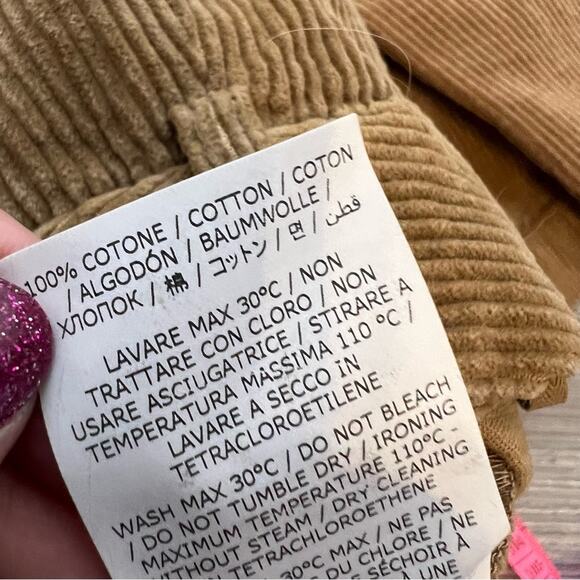 100% COTONE / COTTON / COTON
/ ALGODÓN / BAUMWOLLE /
ХЛОПОК / 棉 / コットン / 면 / قطن
LAVARE MAX 30°C / NON
TRATTARE CON CLORO / NON
USARE ASCIUGATRICE / STIRARE A
TEMPERATURA MASSIMA 110 °C /
LAVARE A SECCO IN
TETRACLOROETILENE
WASH MAX 30°C / DO NOT BLEACH
/ DO NOT TUMBLE DRY / IRONING
MAXIMUM TEMPERATURE 110°C -
WITHOUT STEAM / DRY CLEANING
TETRACHLOROETHENE
30°C MAX / NE PAS
DU CHLORE / NE
SÉCHOIR À
À UNE